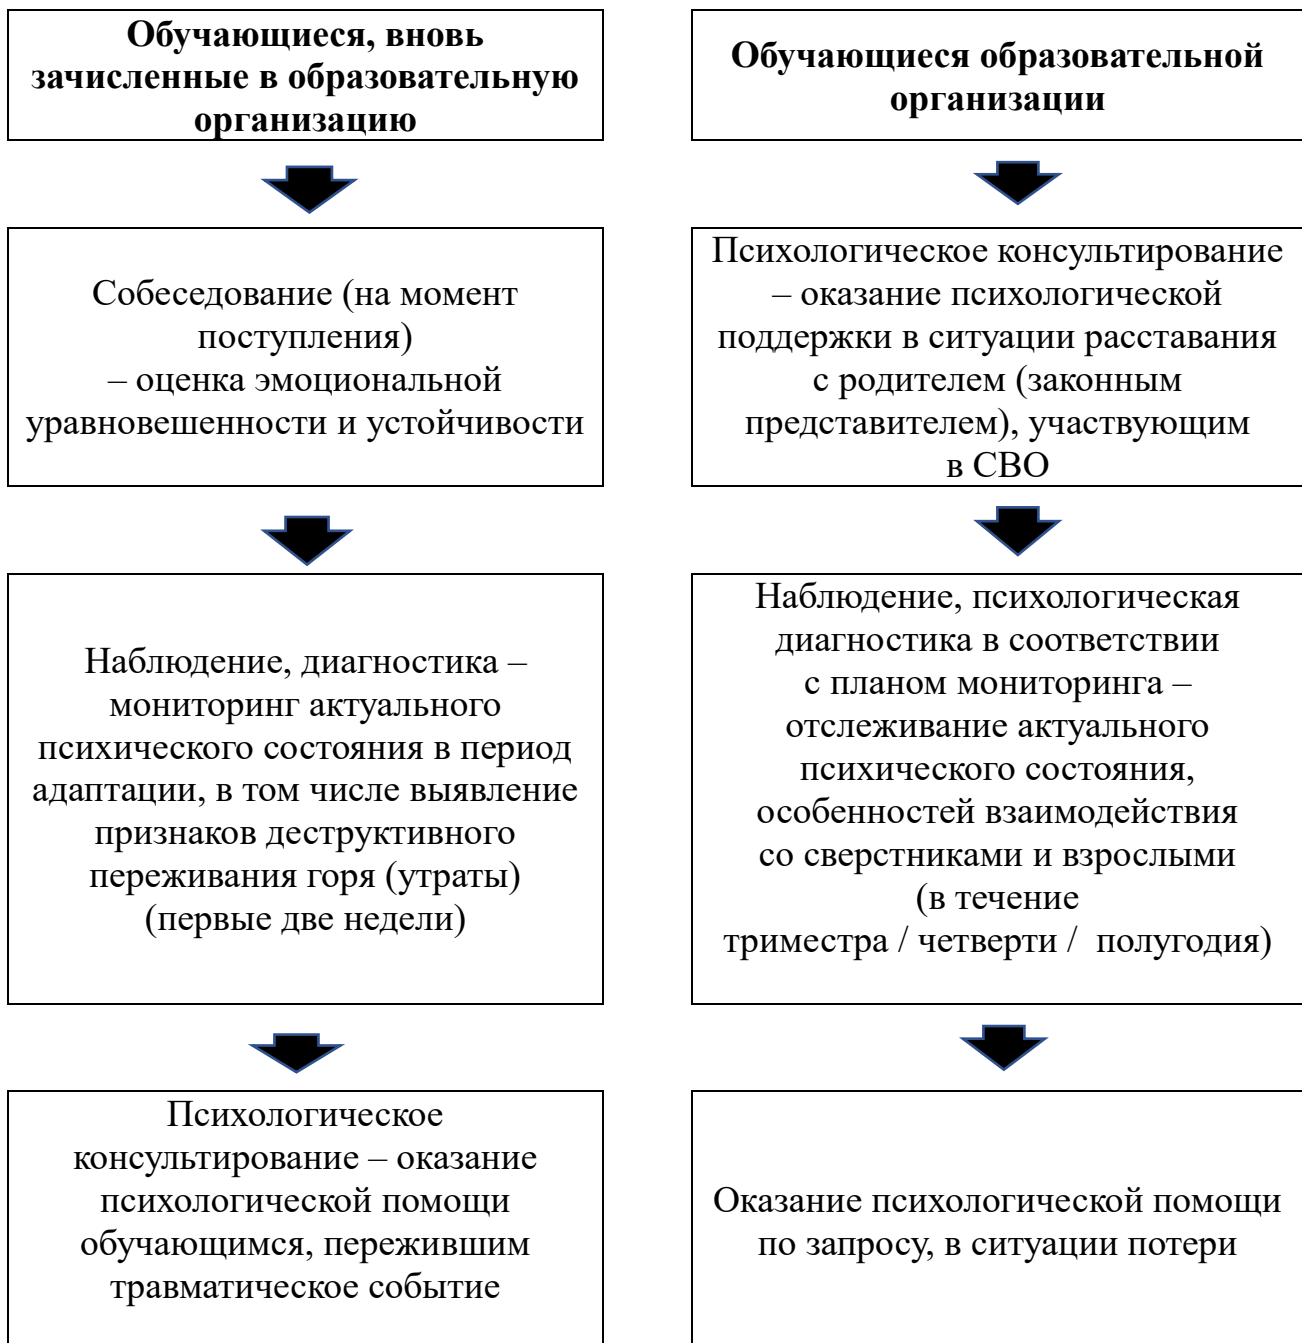 Обучающиеся, вновь
зачисленные в образовательную
организацию
Собеседование (на момент
поступления)
– оценка эмоциональной
уравновешенности и устойчивости
Наблюдение, диагностика –
мониторинг актуального
психического состояния в период
адаптации, в том числе выявление
признаков деструктивного
переживания горя (утраты)
(первые две недели)
Психологическое
консультирование – оказание
психологической помощи
обучающимся, пережившим
травматическое событие
Обучающиеся образовательной
организации
Психологическое консультирование
– оказание психологической
поддержки в ситуации расставания
с родителем (законным
представителем), участвующим
в СВО
Наблюдение, психологическая
диагностика в соответствии
с планом мониторинга –
отслеживание актуального
психического состояния,
особенностей взаимодействия
со сверстниками и взрослыми
(в течение
триместра / четверти / полугодия)
Оказание психологической помощи
по запросу, в ситуации потери